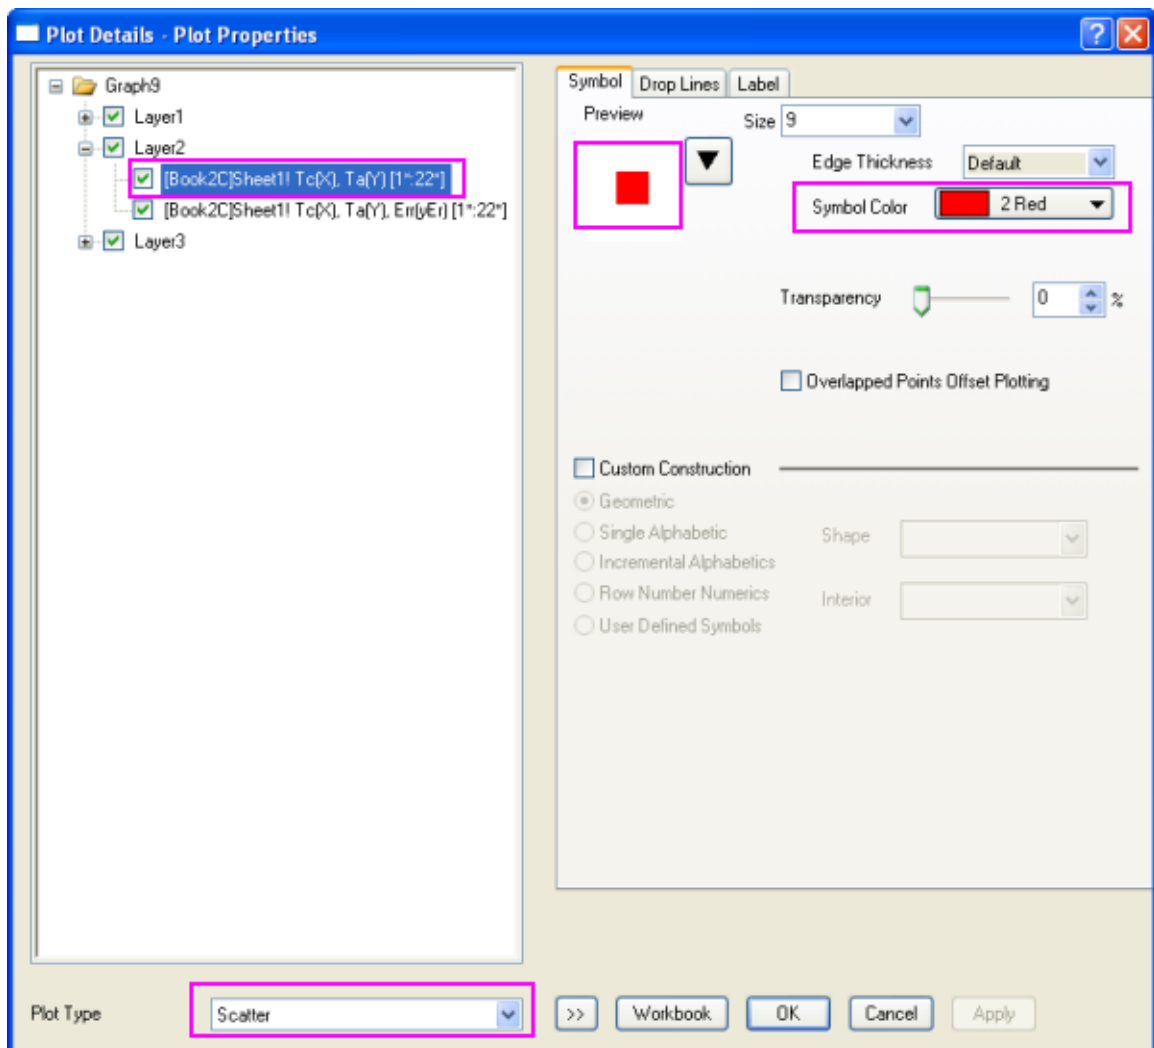 Plot Details - Plot Properties
Graph9
Layer1
Layer2
[Book2C]Sheet1! Tc(X), Ta(Y) [1*:22*]
[Book2C]Sheet1! Tc(X), Ta(Y), Err(yEr) [1*:22*]
Layer3
Symbol Drop Lines Label
Preview
Size 9
Edge Thickness Default
Symbol Color 2 Red
Transparency 0 %
Overlapped Points Offset Plotting
Custom Construction
Geometric
Single Alphabetic
Shape
Incremental Alphabetics
Row Number Numerics
Interior
User Defined Symbols
Plot Type Scatter >> Workbook OK Cancel Apply